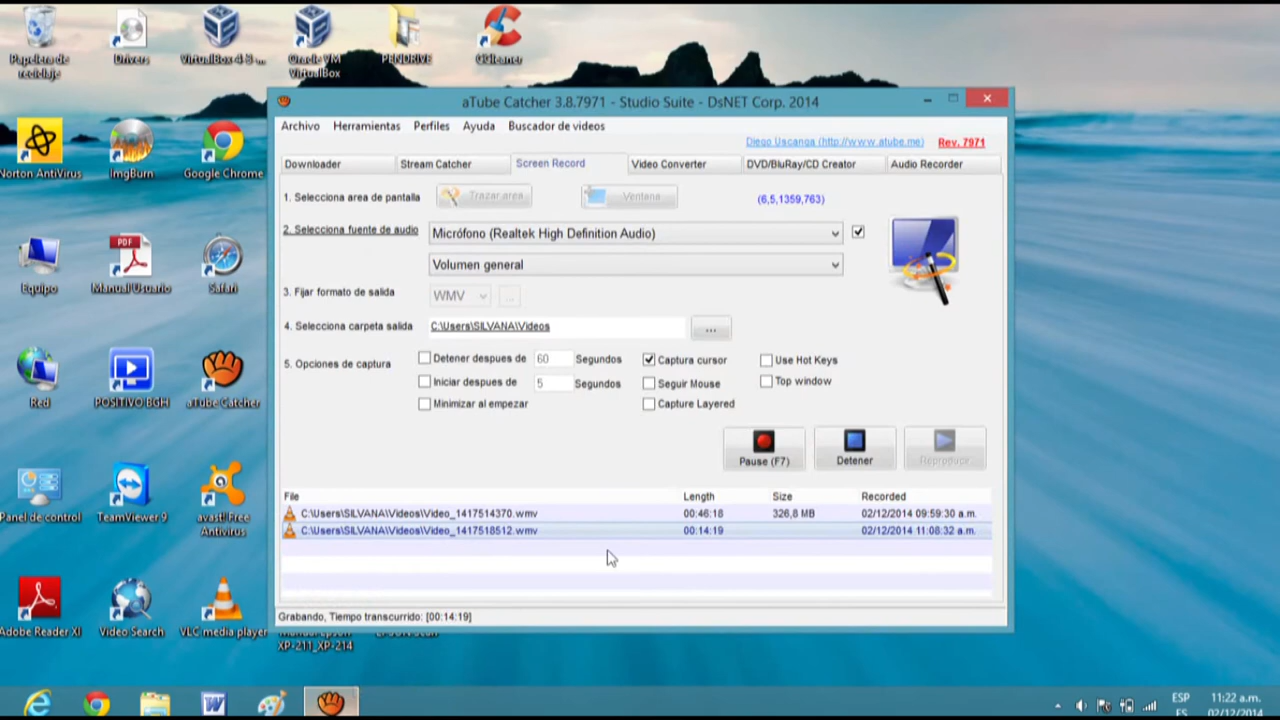 Papelera de
reciclaje
Drivers
VirtualBox 4-3-...
Oracle VM
VirtualBox
PENDRIVE
CCleaner
Norton AntiVirus
ImgBurn
Google Chrome
Equipo
PDF
Manual Usuario
Safari
Red
POSITIVO BGH
aTube Catcher
Panel de control
TeamViewer 9
avast! Free
Antivirus
Adobe Reader XI
Video Search
VLC media player
XP-211_XP-214
aTube Catcher 3.8.7971 - Studio Suite - DsNET Corp. 2014
Archivo Herramientas Perfiles Ayuda Buscador de videos
Diego Uscanga (http://www.atube.me) Rev. 7971
Downloader Stream Catcher Screen Record Video Converter DVD/BluRay/CD Creator Audio Recorder
1. Selecciona area de pantalla Trazar area Ventana (6,5,1359,763)
2. Selecciona fuente de audio Micrófono (Realtek High Definition Audio)
Volumen general
3. Fijar formato de salida WMV ...
4. Selecciona carpeta salida C:\Users\SILVANA\Videos ...
5. Opciones de captura
Detener despues de 60 Segundos Captura cursor Use Hot Keys
Iniciar despues de 5 Segundos Seguir Mouse Top window
Minimizar al empezar Capture Layered
Pause (F7) Detener Reproducir
File Length Size Recorded
C:\Users\SILVANA\Videos\Video_1417514370.wmv 00:46:18 326,8 MB 02/12/2014 09:59:30 a.m.
C:\Users\SILVANA\Videos\Video_1417518512.wmv 00:14:19 02/12/2014 11:08:32 a.m.
Grabando, Tiempo transcurrido: [00:14:19]
ESP
ES
11:22 a.m.
02/12/2014